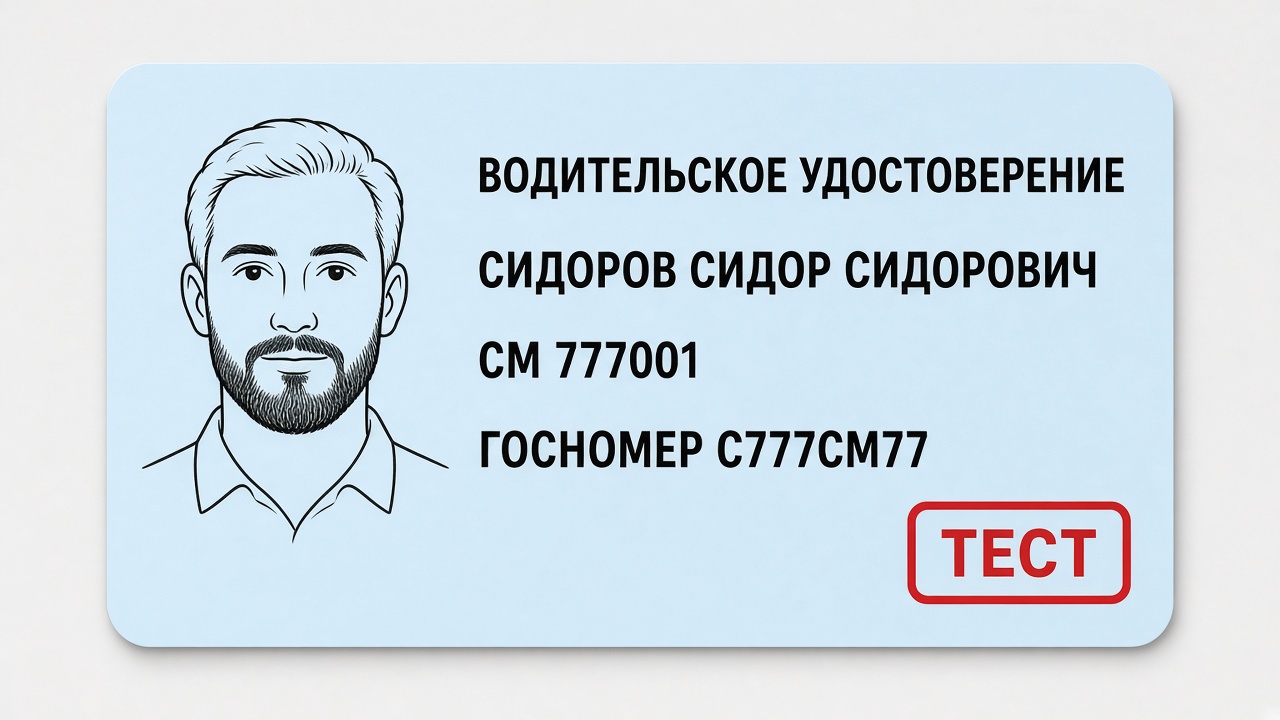 ВОДИТЕЛЬСКОЕ УДОСТОВЕРЕНИЕ
СИДОРОВ СИДОР СИДОРОВИЧ
СМ 777001
ГОСНОМЕР С777СМ77
ТЕСТ